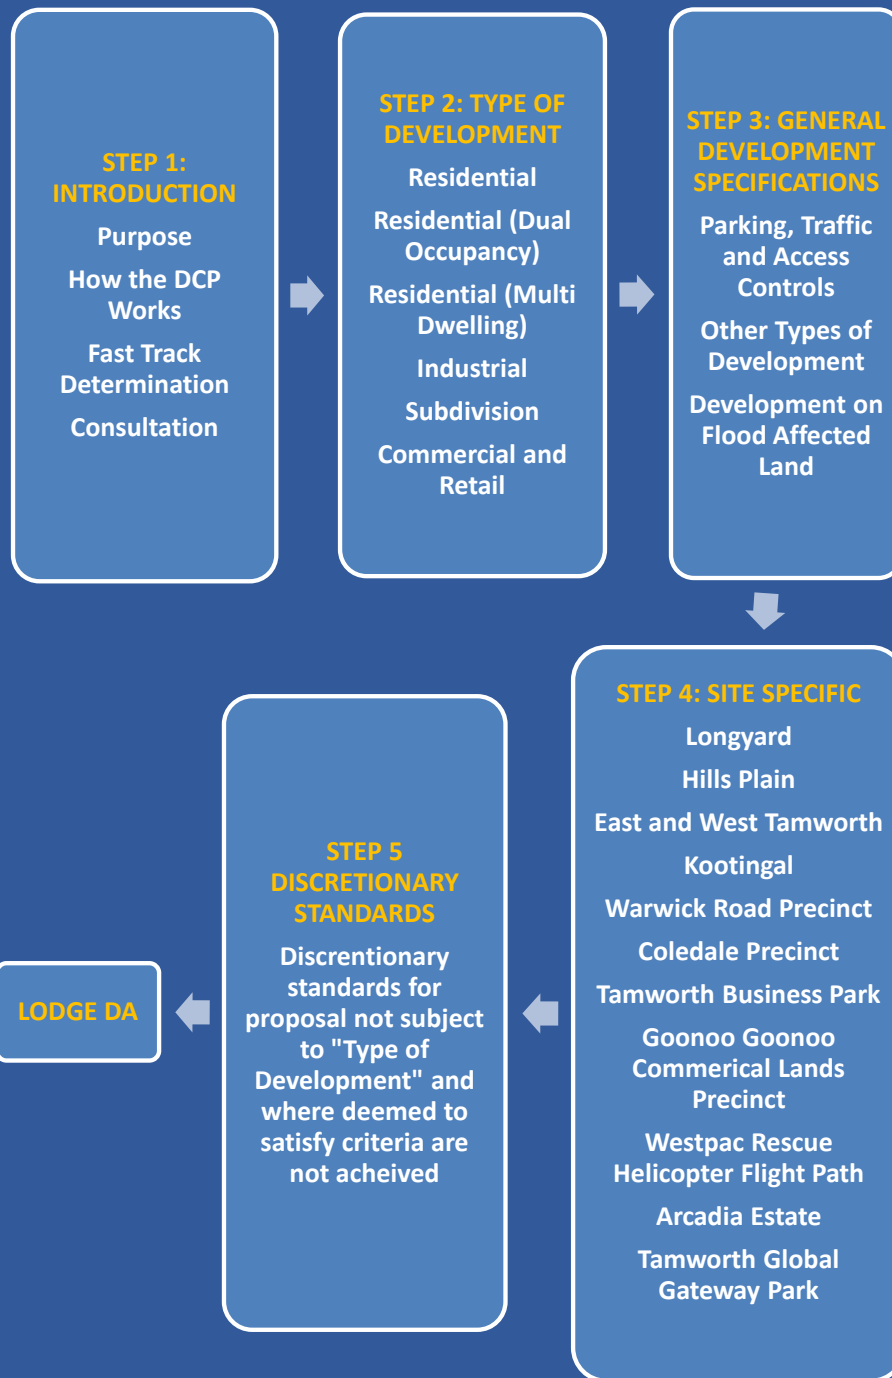 STEP 1:
INTRODUCTION
Purpose
How the DCP
Works
Fast Track
Determination
Consultation
STEP 2: TYPE OF
DEVELOPMENT
Residential
Residential (Dual
Occupancy)
Residential (Multi
Dwelling)
Industrial
Subdivision
Commercial and
Retail
STEP 3: GENERAL
DEVELOPMENT
SPECIFICATIONS
Parking, Traffic
and Access
Controls
Other Types of
Development
Development on
Flood Affected
Land
STEP 4: SITE SPECIFIC
Longyard
Hills Plain
East and West Tamworth
Kootingal
Warwick Road Precinct
Coledale Precinct
Tamworth Business Park
Goonoo Goonoo
Commerical Lands
Precinct
Westpac Rescue
Helicopter Flight Path
Arcadia Estate
Tamworth Global
Gateway Park
STEP 5
DISCRETIONARY
STANDARDS
Discrentionary
standards for
proposal not subject
to "Type of
Development" and
where deemed to
satisfy criteria are
not acheived
LODGE DA